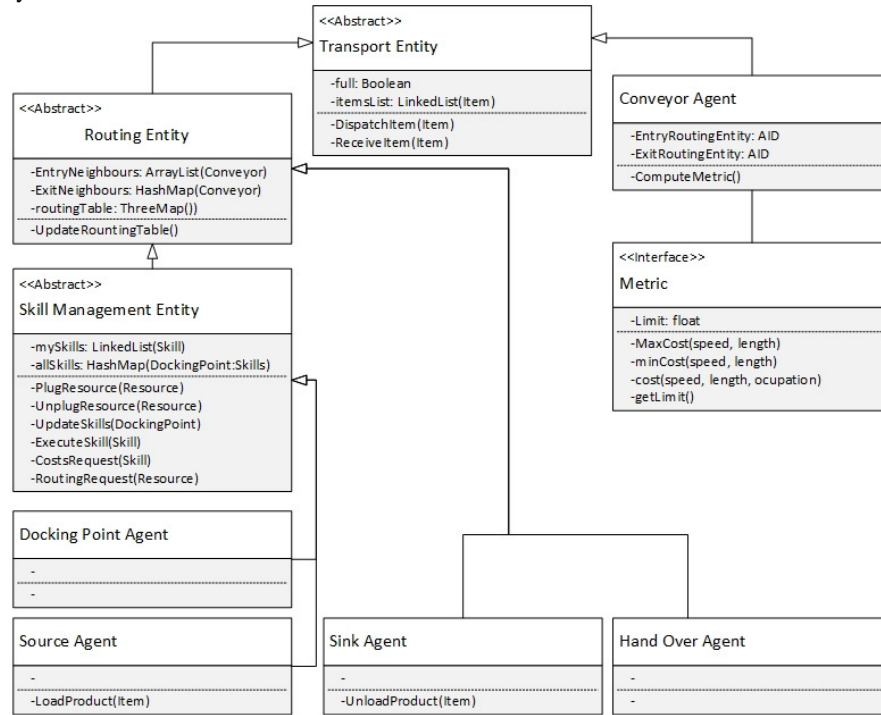 <<Abstract>>
Transport Entity
-full: Boolean
-itemsList: LinkedList(Item)
-DispatchItem(Item)
-ReceiveItem(Item)
<<Abstract>>
Routing Entity
-EntryNeighbours: ArrayList(Conveyor)
-ExitNeighbours: HashMap(Conveyor)
-routingTable: ThreeMap())
-UpdateRountingTable()
Conveyor Agent
-EntryRoutingEntity: AID
-ExitRoutingEntity: AID
-ComputeMetric()
<<Abstract>>
Skill Management Entity
-mySkills: LinkedList(Skill)
-allSkills: HashMap(DockingPoint:Skills)
-PlugResource(Resource)
-UnplugResource(Resource)
-UpdateSkills(DockingPoint)
-ExecuteSkill(Skill)
-CostsRequest(Skill)
-RoutingRequest(Resource)
<<Interface>>
Metric
-Limit: float
-MaxCost(speed, length)
-minCost(speed, length)
-cost(speed, length, ocupation)
-getLimit()
Docking Point Agent
-
-
Source Agent
-
-LoadProduct(Item)
Sink Agent
-
-UnloadProduct(Item)
Hand Over Agent
-
-